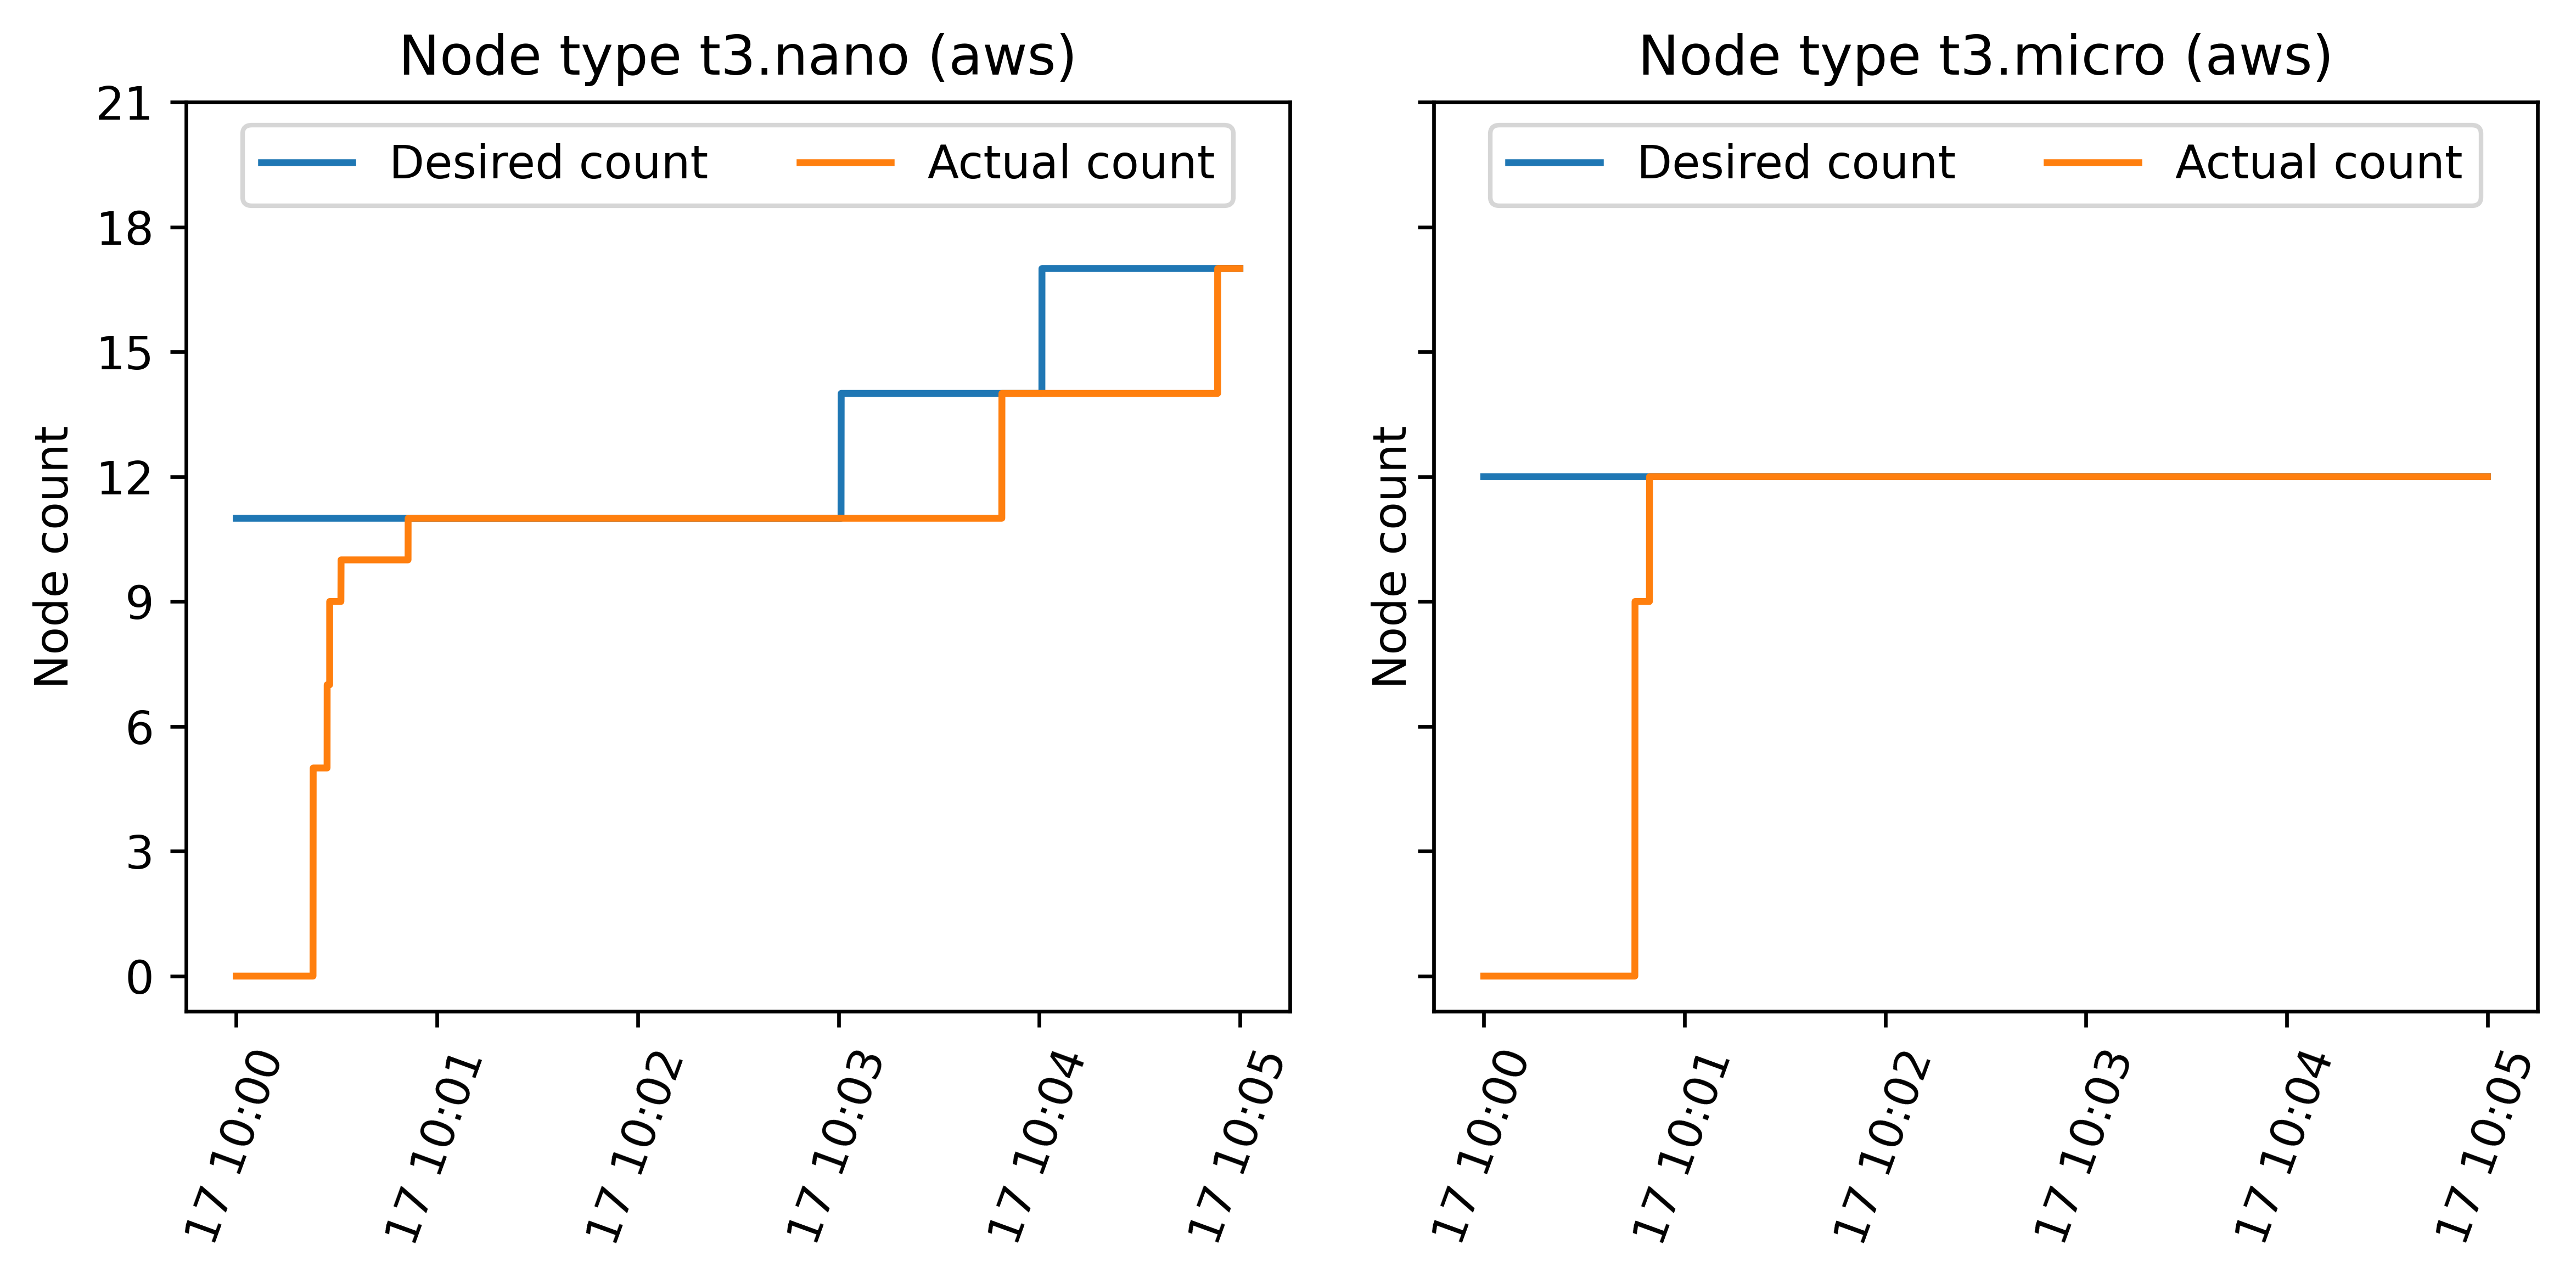 Node type t3.nano (aws)
Desired count
Actual count
Node count
21
18
15
12
9
6
3
0
17 10:00
17 10:01
17 10:02
17 10:03
17 10:04
17 10:05
Node type t3.micro (aws)
Desired count
Actual count
Node count
17 10:00
17 10:01
17 10:02
17 10:03
17 10:04
17 10:05